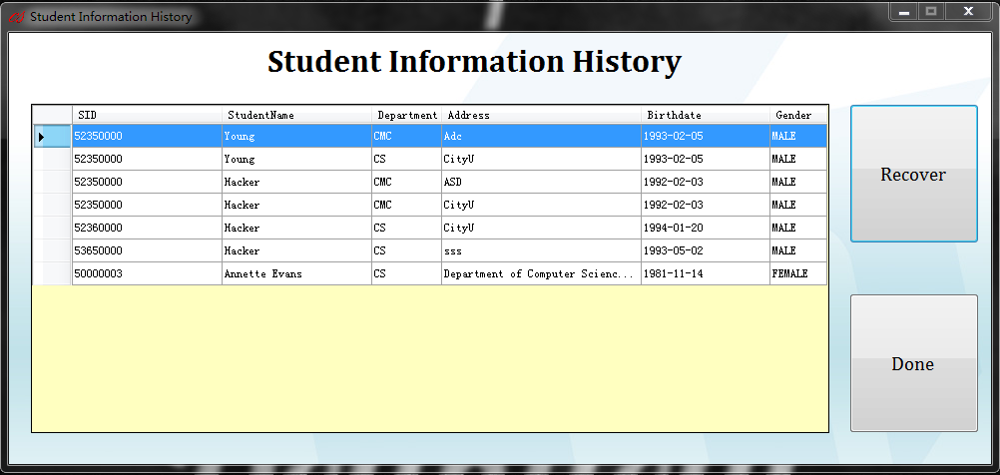 Student Information History
Student Information History
SID StudentName Department Address Birthdate Gender
52350000 Young CMC Adc 1993-02-05 MALE
52350000 Young CS CityU 1993-02-05 MALE
52350000 Hacker CMC ASD 1992-02-03 MALE
52350000 Hacker CMC CityU 1992-02-03 MALE
52360000 Hacker CS CityU 1994-01-20 MALE
53650000 Hacker CS sss 1993-05-02 MALE
50000003 Annette Evans CS Department of Computer Scienc... 1981-11-14 FEMALE
Recover
Done